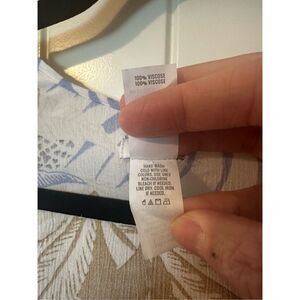 100% VISCOSE
100% VISCOSE
HAND WASH
COLD WITH LIKE
COLORS. USE ONLY
NON-CHLORINE
BLEACH IF NEEDED.
LINE DRY. COOL IRON
IF NEEDED.